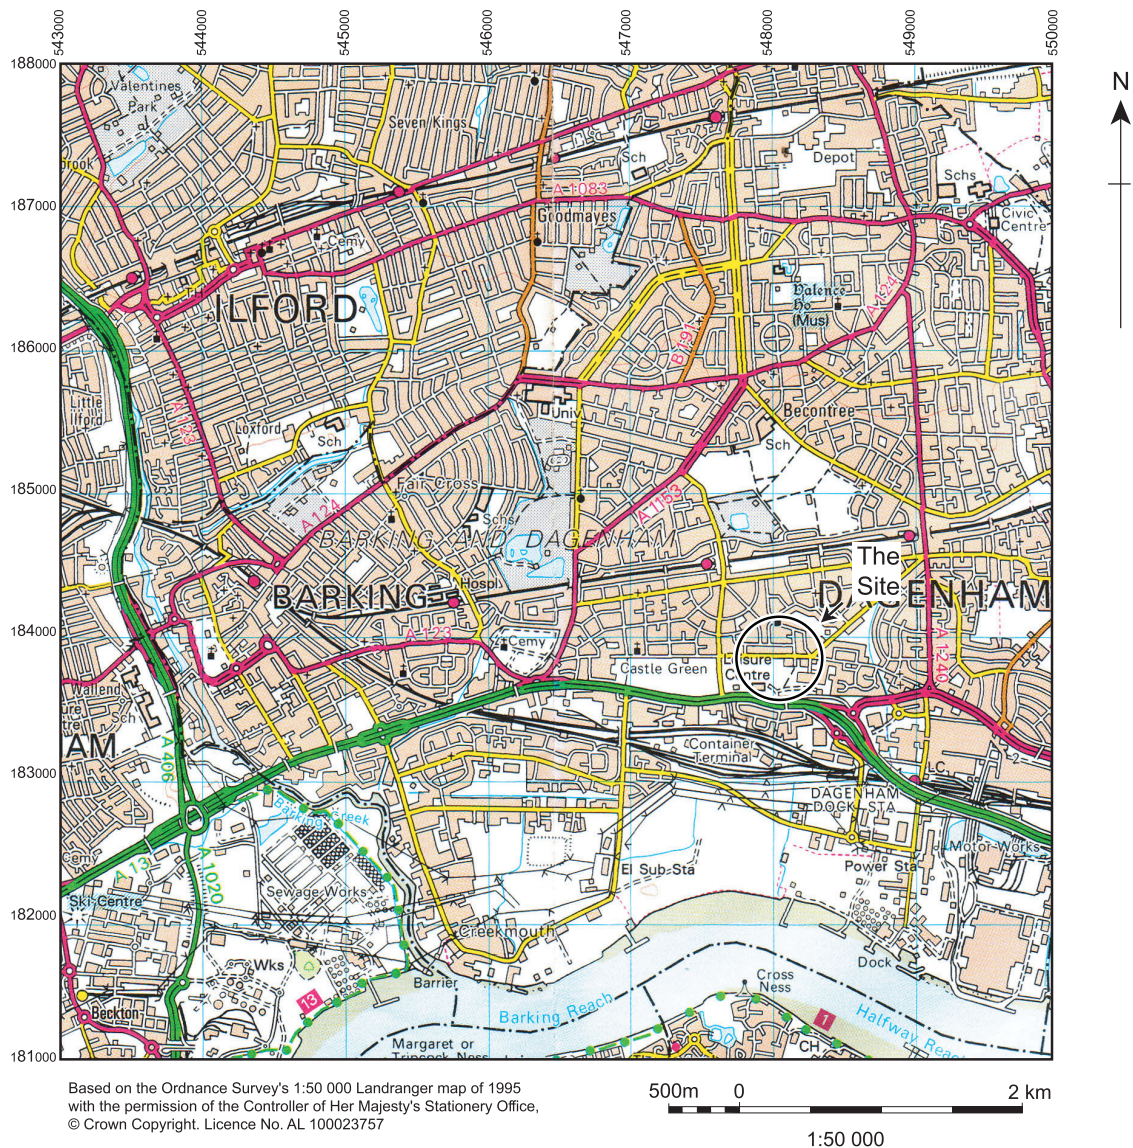 543000
544000
545000
546000
547000
548000
549000
550000
188000
187000
186000
185000
184000
183000
182000
181000
N
Valentines
Park
Seven Kings
Sch
Depot
Schs
Civic
Centre
A 1083
Goodmayes
Cemy
ILFORD
Valence
Ho
(Mus)
A 124
B 191
Little
Ilford
A 123
Loxford
Sch
Univ
Becontree
Sch
Fair Cross
A 124
A 1153
Schs
BARKING AND DAGENHAM
The
Site
Hospl
BARKING
DAGENHAM
A 123
Cemy
Castle Green
Leisure
Centre
A 1240
Wallend
Sch
AM
A 406
Container
Terminal
L C
2
DAGENHAM
DOCK STA
Barking Creek
Cemy
A 13
A 1020
Motor Works
Power Sta
El Sub Sta
Sewage Works
Ski Centre
Creekmouth
Wks
Dock
Barrier
Cross
Ness
13
Beckton
Barking Reach
1
Halfway Reach
Margaret or
Tripcock Ness
CH
Based on the Ordnance Survey's 1:50 000 Landranger map of 1995
with the permission of the Controller of Her Majesty's Stationery Office,
© Crown Copyright. Licence No. AL 100023757
500m 0 2 km
1:50 000